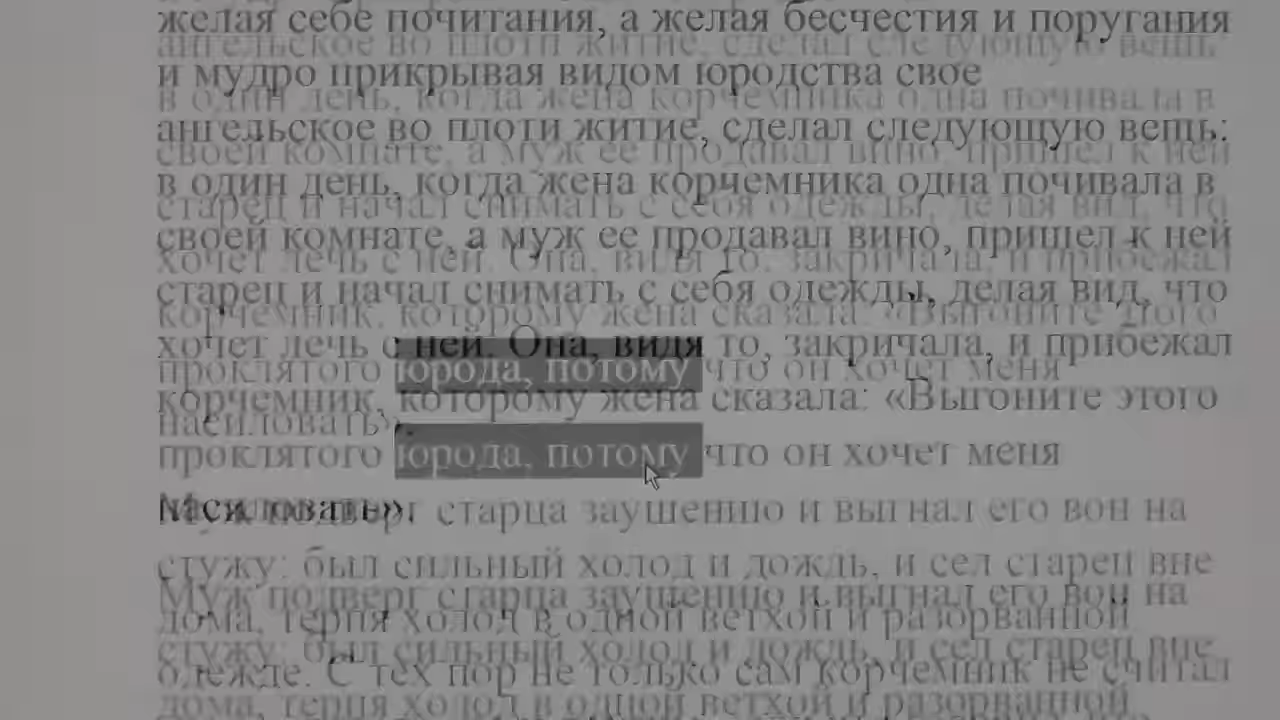 желая себе почитания, а желая бесчестия и поругания
и мудро прикрывая видом юродства свое
ангельское во плоти житие, сделал следующую вещь:
в один день, когда жена корчемника одна почивала в
своей комнате, а муж ее продавал вино, пришел к ней
старец и начал снимать с себя одежды, делая вид, что
хочет лечь с ней. Она, видя то, закричала, и прибежал
корчемник, которому жена сказала: «Выгоните этого
проклятого юрода, потому что он хочет меня
насиловать».
Муж подверг старца заушению и выгнал его вон на
стужу: был сильный холод и дождь, и сел старец вне
дома, терпя холод в одной ветхой и разорванной
одежде. С тех пор не только сам корчемник не считал